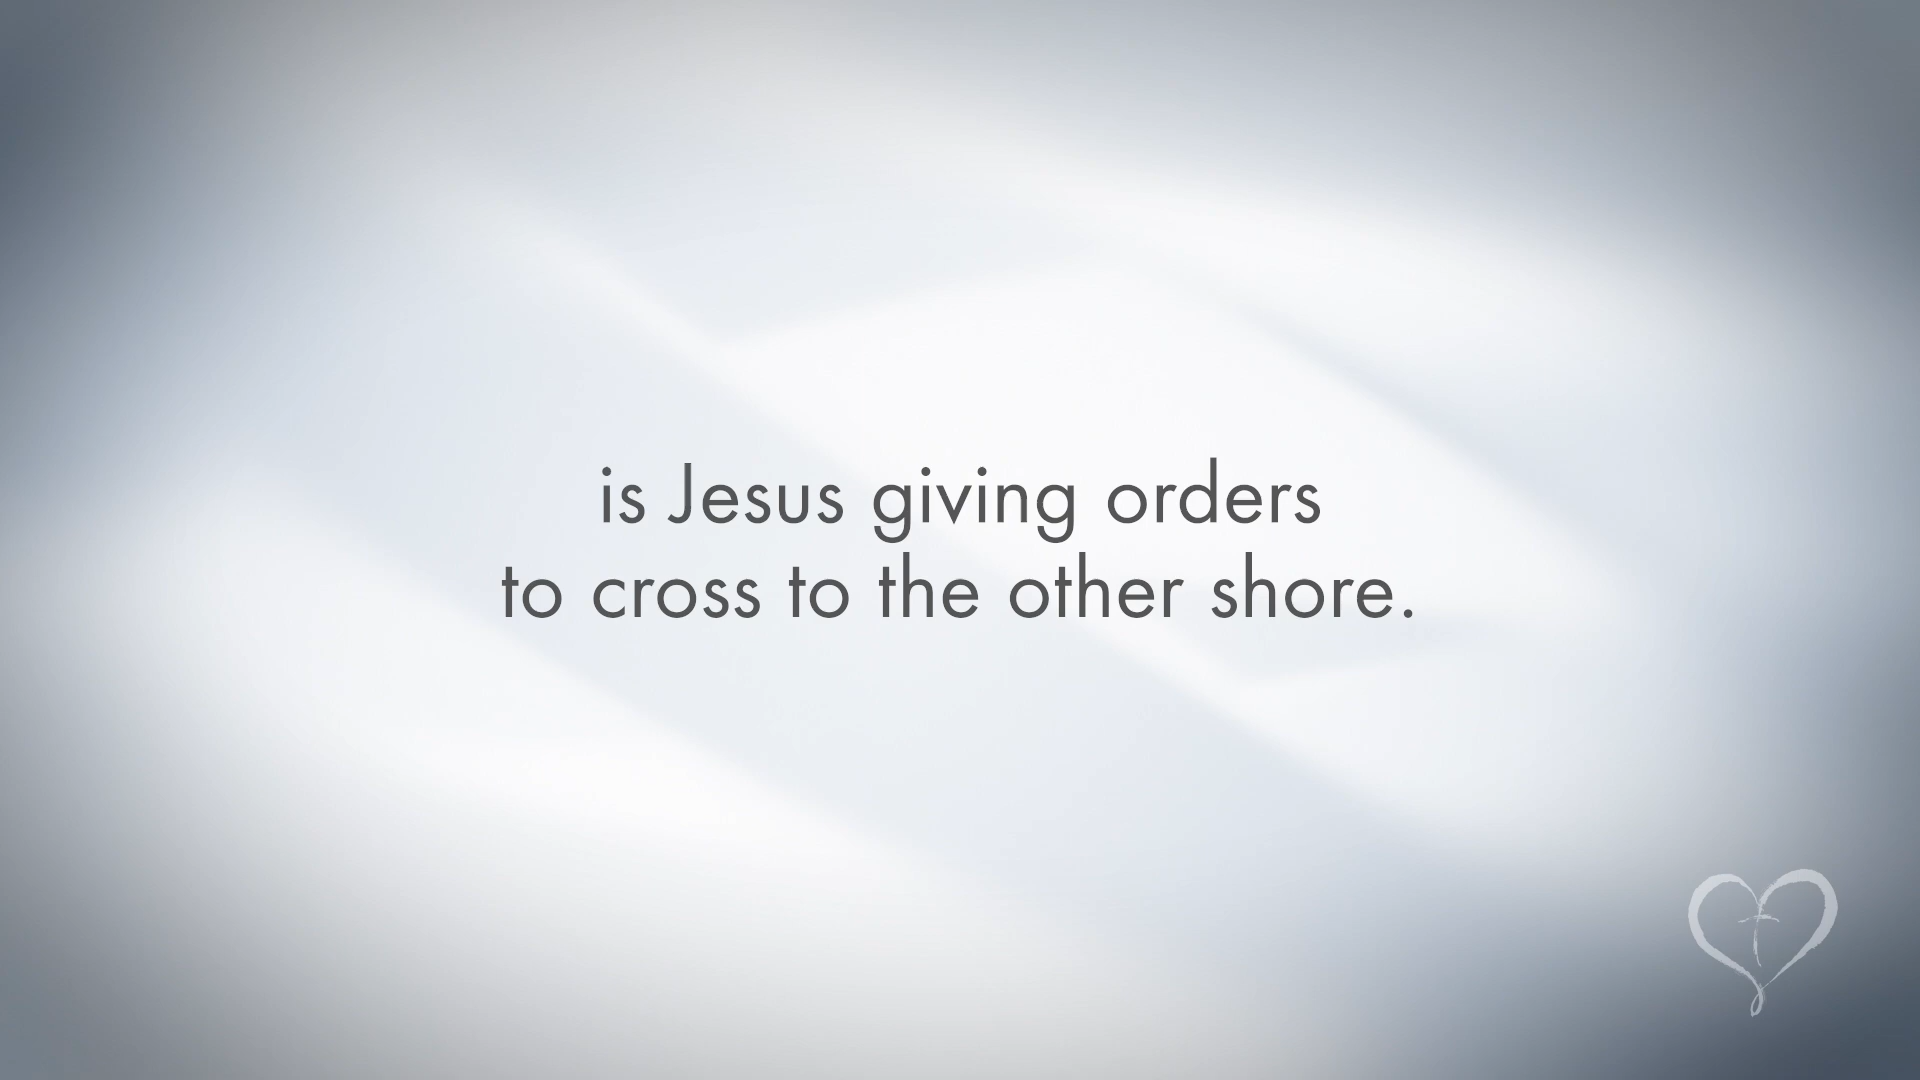 is Jesus giving orders
to cross to the other shore.